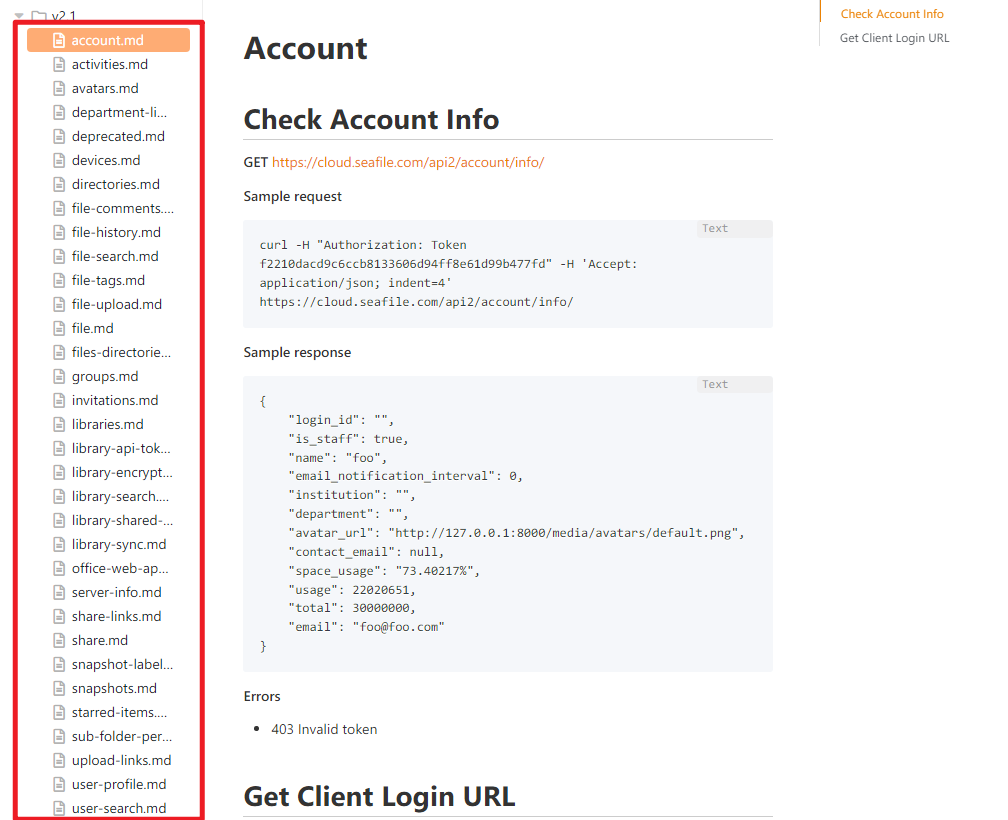 v2.1
account.md
activities.md
avatars.md
department-li...
deprecated.md
devices.md
directories.md
file-comments....
file-history.md
file-search.md
file-tags.md
file-upload.md
file.md
files-directorie...
groups.md
invitations.md
libraries.md
library-api-tok...
library-encrypt...
library-search....
library-shared-...
library-sync.md
office-web-ap...
server-info.md
share-links.md
share.md
snapshot-label...
snapshots.md
starred-items....
sub-folder-per...
upload-links.md
user-profile.md
user-search.md
Account
Check Account Info
GET https://cloud.seafile.com/api2/account/info/
Sample request
Text
curl -H "Authorization: Token
f2210dacd9c6ccb8133606d94ff8e61d99b477fd" -H 'Accept:
application/json; indent=4'
https://cloud.seafile.com/api2/account/info/
Sample response
Text
{
    "login_id": "",
    "is_staff": true,
    "name": "foo",
    "email_notification_interval": 0,
    "institution": "",
    "department": "",
    "avatar_url": "http://127.0.0.1:8000/media/avatars/default.png",
    "contact_email": null,
    "space_usage": "73.40217%",
    "usage": 22020651,
    "total": 30000000,
    "email": "foo@foo.com"
}
Errors
• 403 Invalid token
Get Client Login URL
Check Account Info
Get Client Login URL